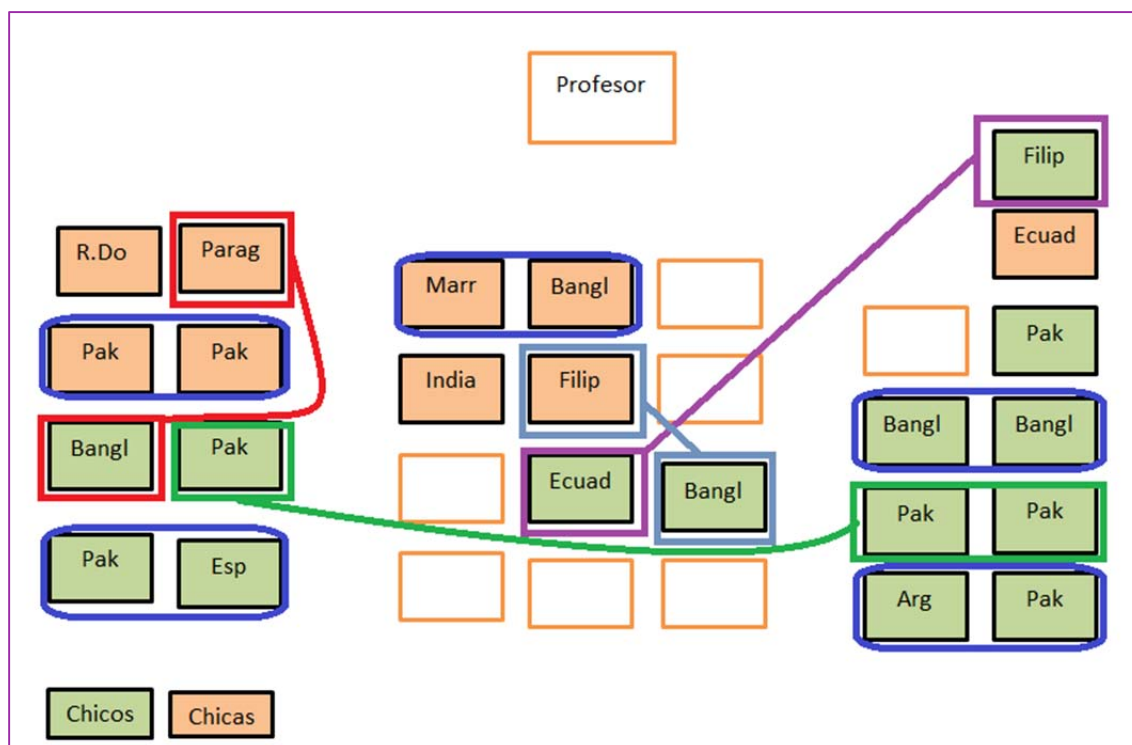 Profesor
Filip
R.Do
Parag
Ecuad
Marr
Bangl
Pak
Pak
Pak
India
Filip
Bangl
Bangl
Bangl
Pak
Ecuad
Bangl
Pak
Pak
Pak
Esp
Arg
Pak
Chicos
Chicas